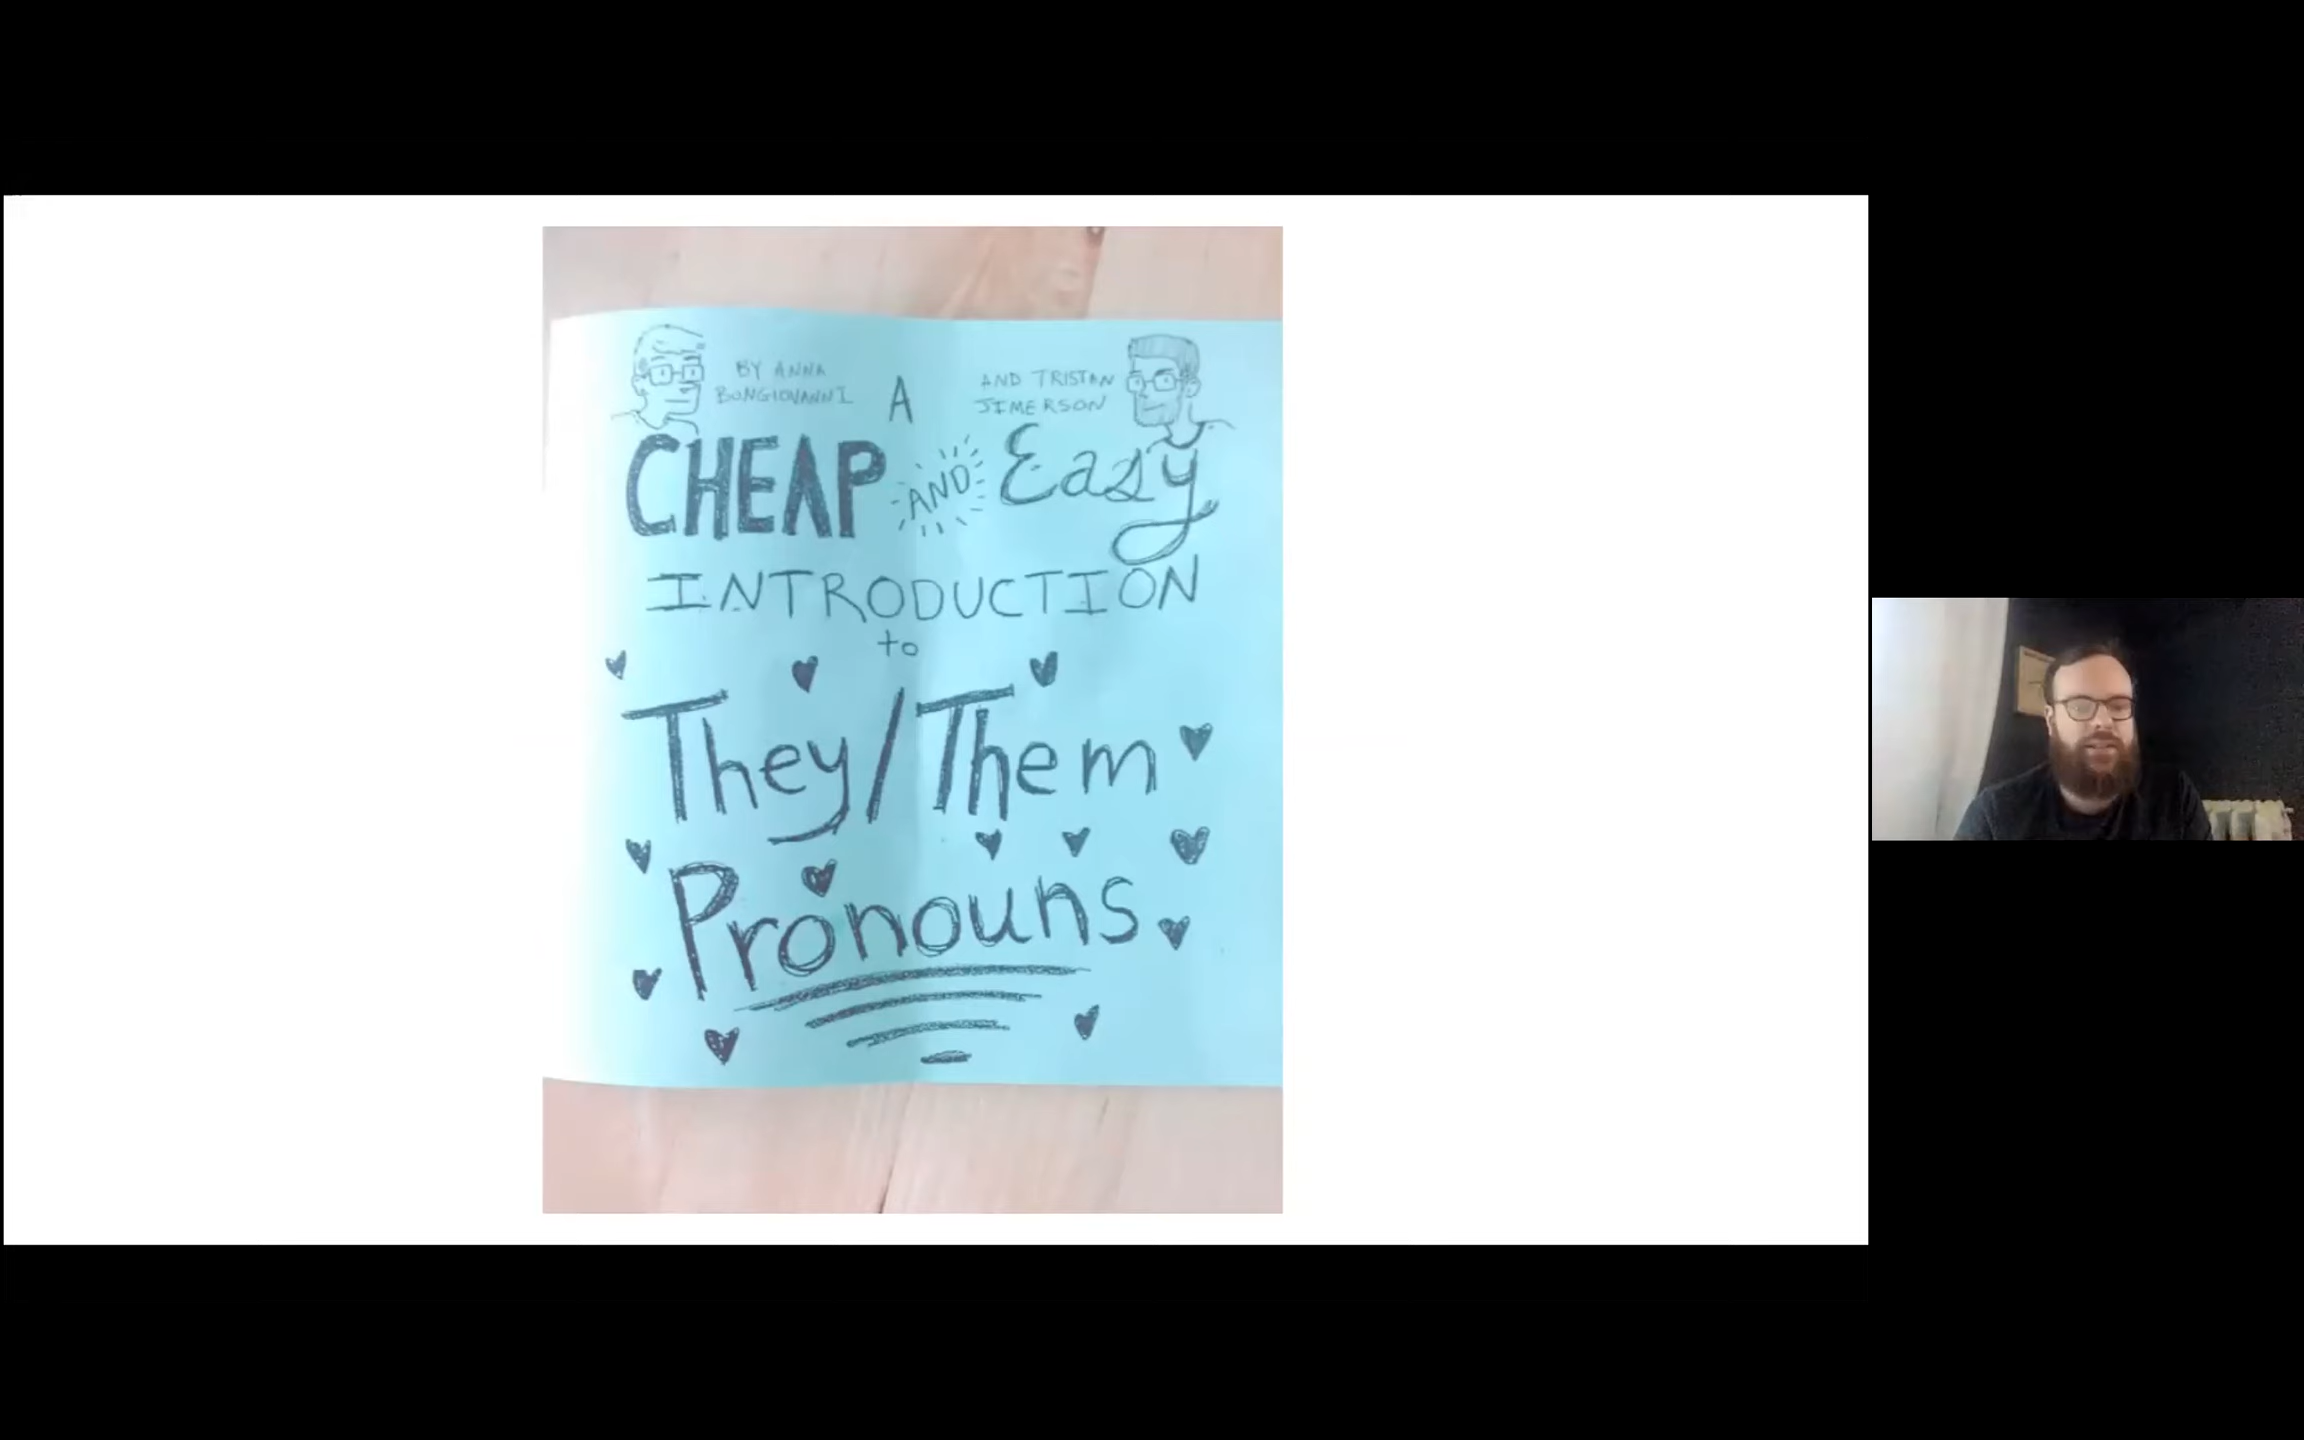 BY ANNA
BONGIOVANNI
A
AND TRISTAN
JIMERSON
CHEAP AND Easy
INTRODUCTION
to
They/Them
Pronouns